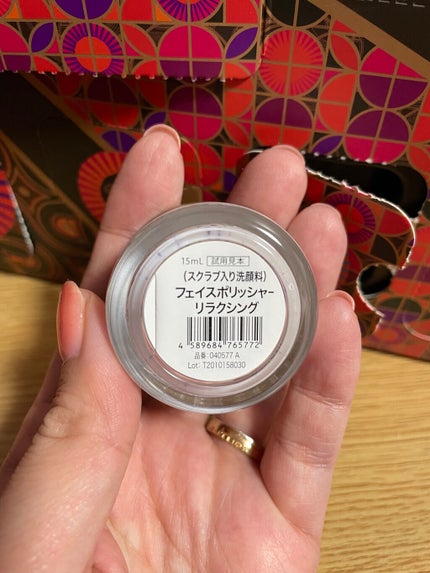 15mL 試用見本
(スクラブ入り洗顔料)
フェイスポリッシャー
リラクシング
4 589684 765772
品番: 040577 A
Lot: T2010158030